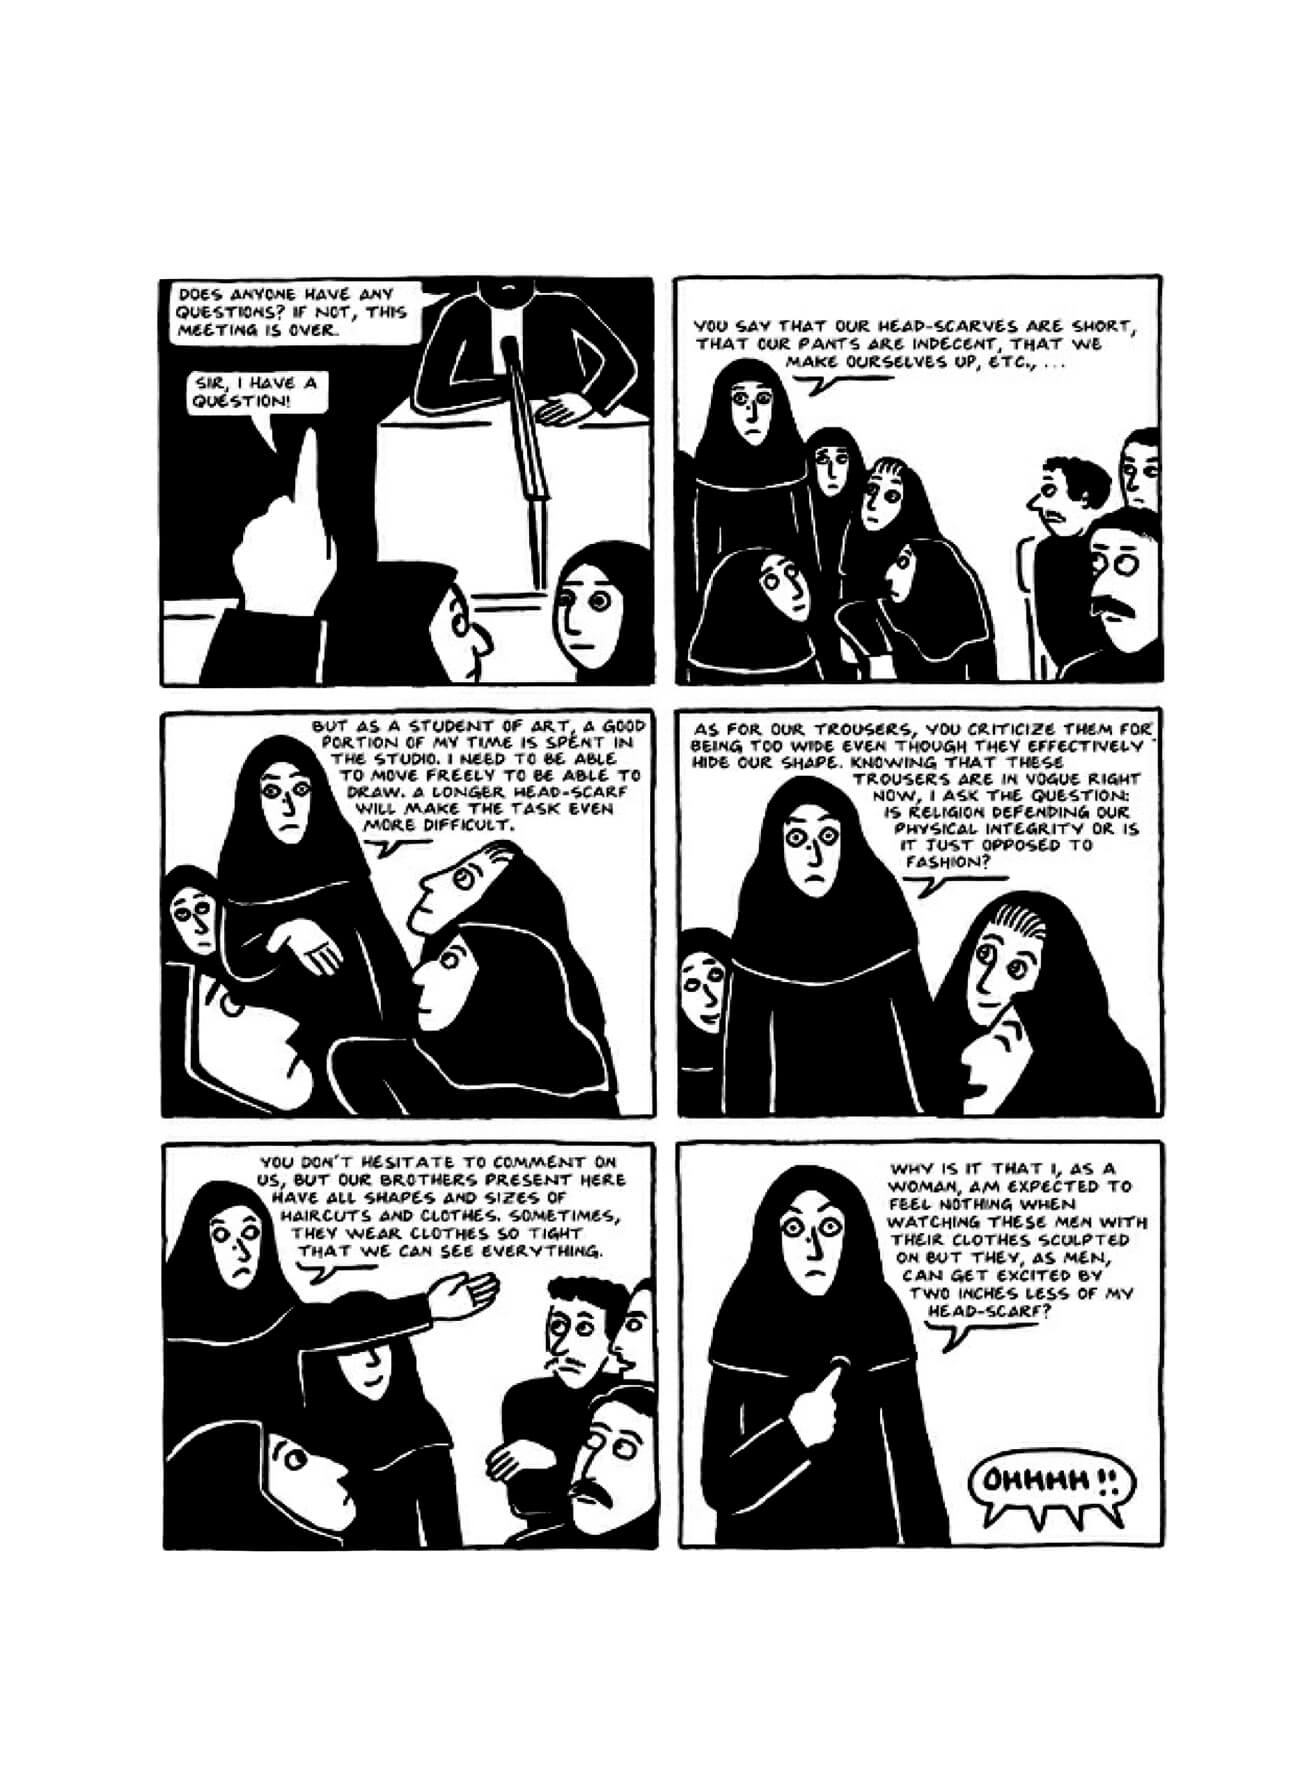 DOES ANYONE HAVE ANY
QUESTIONS? IF NOT, THIS
MEETING IS OVER.
SIR, I HAVE A
QUESTION!
YOU SAY THAT OUR HEAD-SCARVES ARE SHORT,
THAT OUR PANTS ARE INDECENT, THAT WE
MAKE OURSELVES UP, ETC., ...
BUT AS A STUDENT OF ART, A GOOD
PORTION OF MY TIME IS SPENT IN
THE STUDIO. I NEED TO BE ABLE
TO MOVE FREELY TO BE ABLE TO
DRAW. A LONGER HEAD-SCARF
WILL MAKE THE TASK EVEN
MORE DIFFICULT.
AS FOR OUR TROUSERS, YOU CRITICIZE THEM FOR
BEING TOO WIDE EVEN THOUGH THEY EFFECTIVELY
HIDE OUR SHAPE. KNOWING THAT THESE
TROUSERS ARE IN VOGUE RIGHT
NOW, I ASK THE QUESTION:
IS RELIGION DEFENDING OUR
PHYSICAL INTEGRITY OR IS
IT JUST OPPOSED TO
FASHION?
YOU DON'T HESITATE TO COMMENT ON
US, BUT OUR BROTHERS PRESENT HERE
HAVE ALL SHAPES AND SIZES OF
HAIRCUTS AND CLOTHES. SOMETIMES,
THEY WEAR CLOTHES SO TIGHT
THAT WE CAN SEE EVERYTHING.
WHY IS IT THAT I, AS A
WOMAN, AM EXPECTED TO
FEEL NOTHING WHEN
WATCHING THESE MEN WITH
THEIR CLOTHES SCULPTED
ON BUT THEY, AS MEN,
CAN GET EXCITED BY
TWO INCHES LESS OF MY
HEAD-SCARF?
OHHHH!!